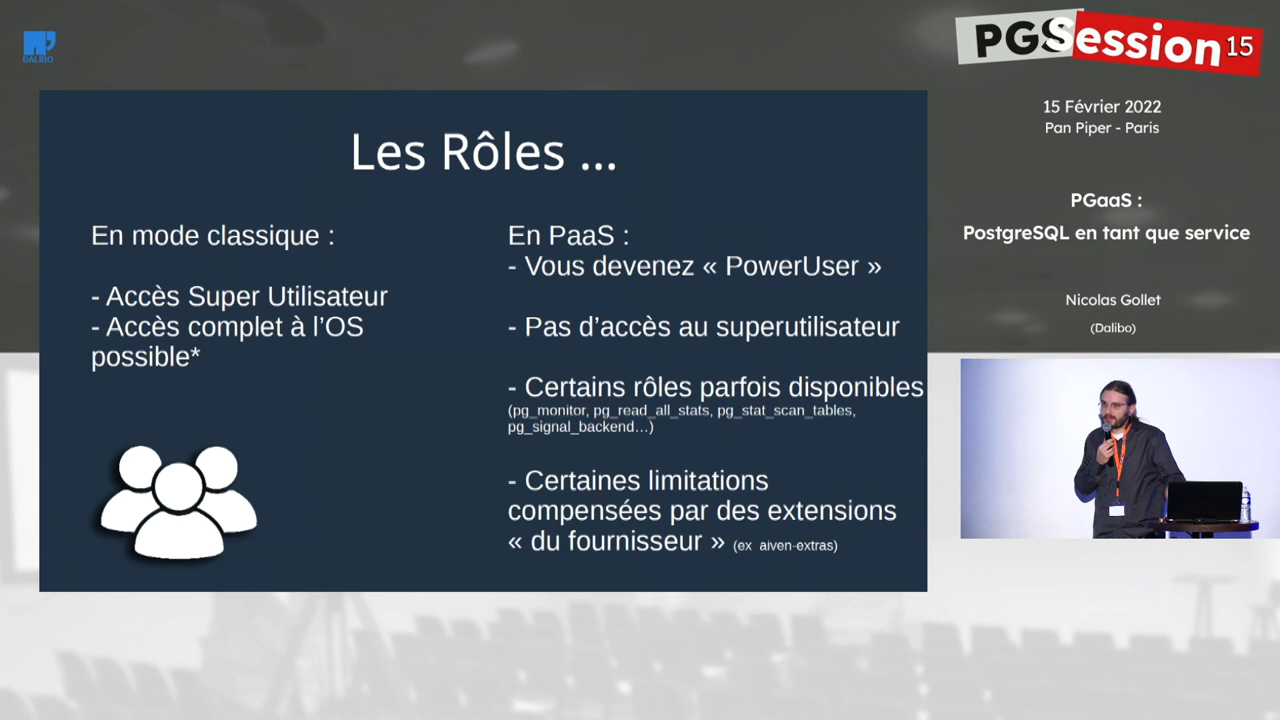 DALIBO
PGSession 15
15 Février 2022
Pan Piper - Paris
PGaaS :
PostgreSQL en tant que service
Nicolas Gollet
(Dalibo)
Les Rôles ...
En mode classique :
- Accès Super Utilisateur
- Accès complet à l’OS
possible*
En PaaS :
- Vous devenez « PowerUser »
- Pas d’accès au superutilisateur
- Certains rôles parfois disponibles
(pg_monitor, pg_read_all_stats, pg_stat_scan_tables,
pg_signal_backend…)
- Certaines limitations
compensées par des extensions
« du fournisseur » (ex aiven-extras)